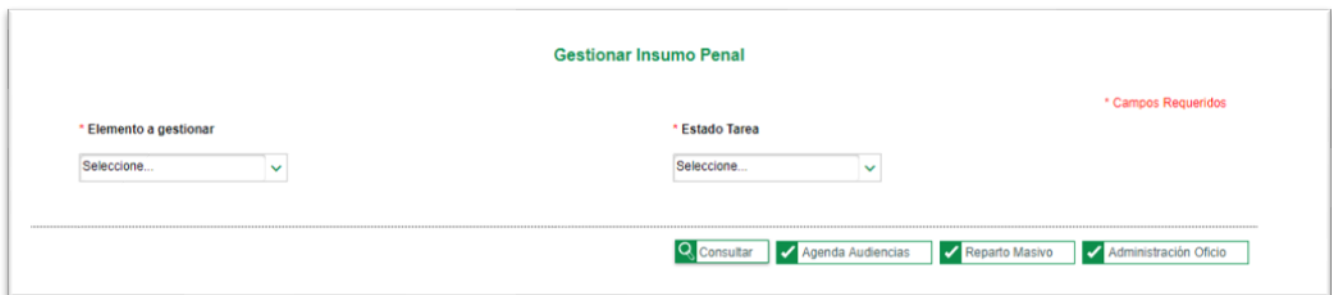 Gestionar Insumo Penal
* Campos Requeridos
* Elemento a gestionar * Estado Tarea
Seleccione... Seleccione...
Consultar Agenda Audiencias Reparto Masivo Administración Oficio